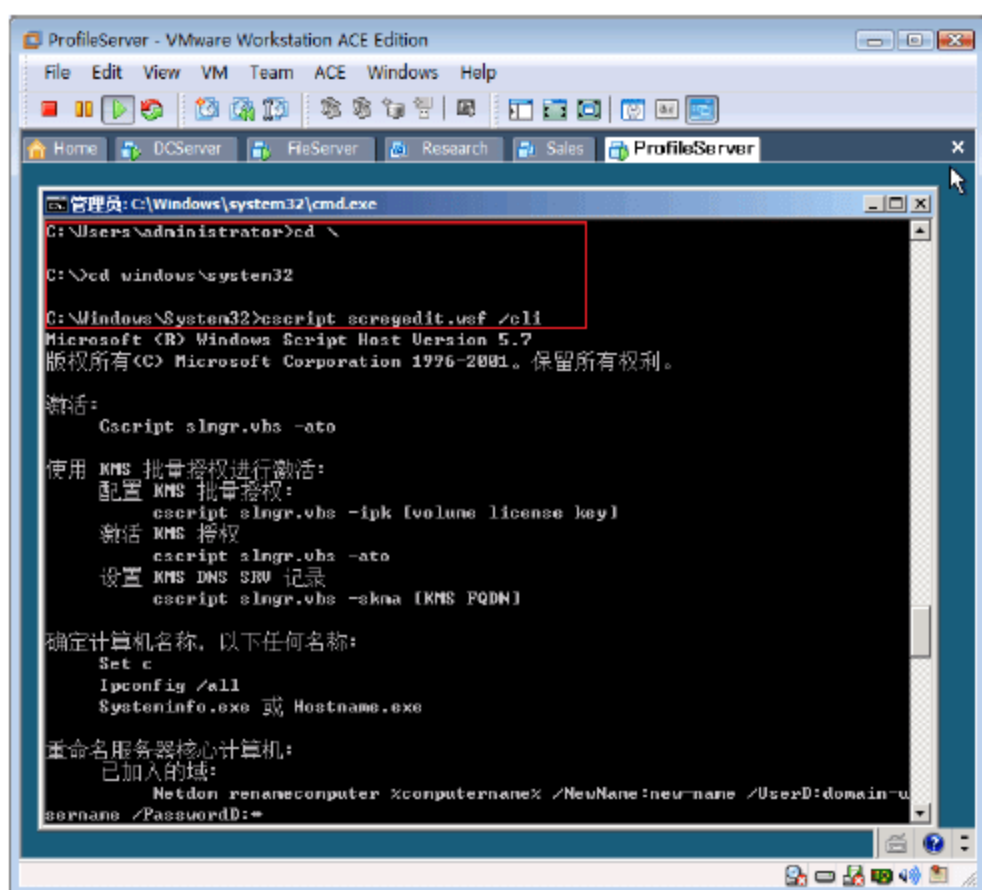 ProfileServer - VMware Workstation ACE Edition
File Edit View VM Team ACE Windows Help
Home DCServer FileServer Research Sales ProfileServer
管理员: C:\Windows\system32\cmd.exe
C:\Users\administrator>cd \
C:\>cd windows\system32
C:\Windows\System32>cscript scregedit.wsf /cli
Microsoft (R) Windows Script Host Version 5.7
版权所有(C) Microsoft Corporation 1996-2001。保留所有权利。
激活:
Cscript slmgr.vbs -ato
使用 KMS 批量授权进行激活:
配置 KMS 批量授权:
cscript slmgr.vbs -ipk [volume license key]
激活 KMS 授权
cscript slmgr.vbs -ato
设置 KMS DNS SRV 记录
cscript slmgr.vbs -skma [KMS FQDN]
确定计算机名称, 以下任何名称:
Set c
Ipconfig /all
Systeminfo.exe 或 Hostname.exe
重命名服务器核心计算机:
已加入的域:
Netdom renamecomputer %computername% /NewName:new-name /UserD:domain-u
sername /PasswordD:*